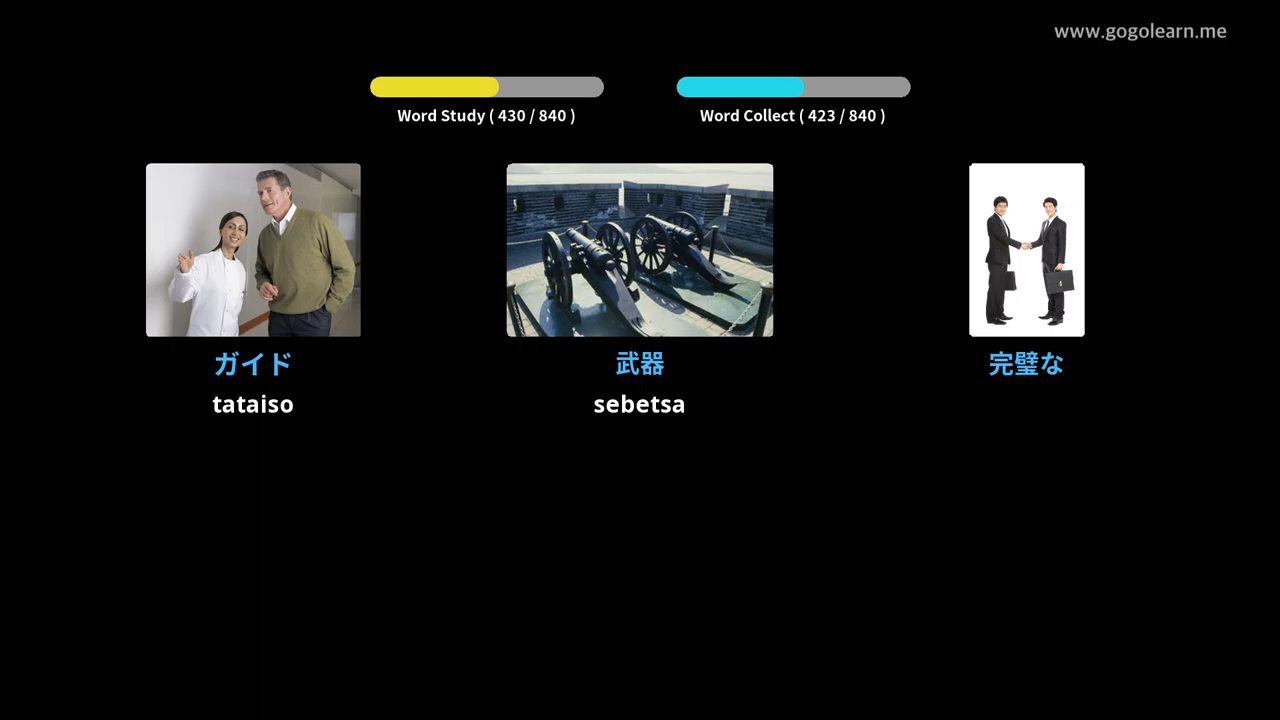 www.gogolearn.me
Word Study ( 430 / 840 )
Word Collect ( 423 / 840 )
ガイド
武器
完璧な
tataiso
sebetsa